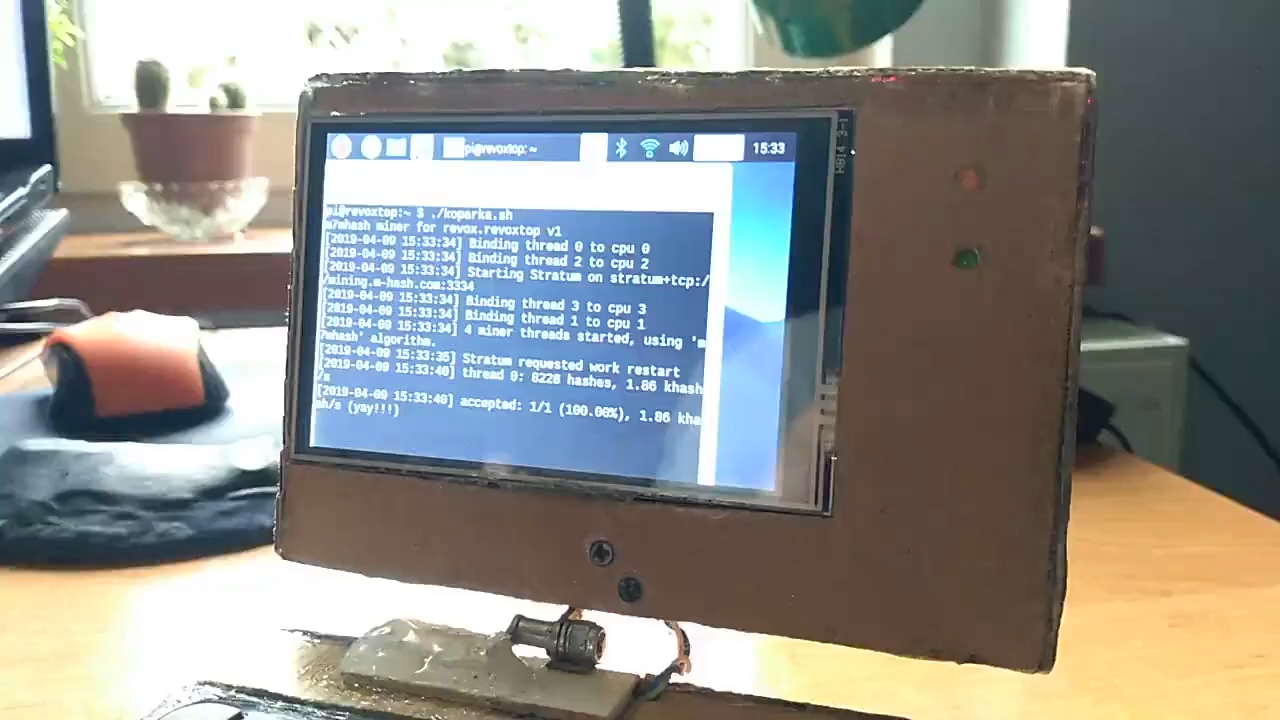 pi@revoxtop: ~
15:33
pi@revoxtop:~ $ ./koparka.sh
m7mhash miner for revox.revoxtop v1
[2019-04-09 15:33:34] Binding thread 0 to cpu 0
[2019-04-09 15:33:34] Binding thread 2 to cpu 2
[2019-04-09 15:33:34] Starting Stratum on stratum+tcp:/
/mining.m-hash.com:3334
[2019-04-09 15:33:34] Binding thread 3 to cpu 3
[2019-04-09 15:33:34] Binding thread 1 to cpu 1
[2019-04-09 15:33:34] 4 miner threads started, using 'm
7mhash' algorithm.
[2019-04-09 15:33:35] Stratum requested work restart
[2019-04-09 15:33:40] thread 0: 8228 hashes, 1.86 khash
/s
[2019-04-09 15:33:40] accepted: 1/1 (100.00%), 1.86 kha
sh/s (yay!!!)